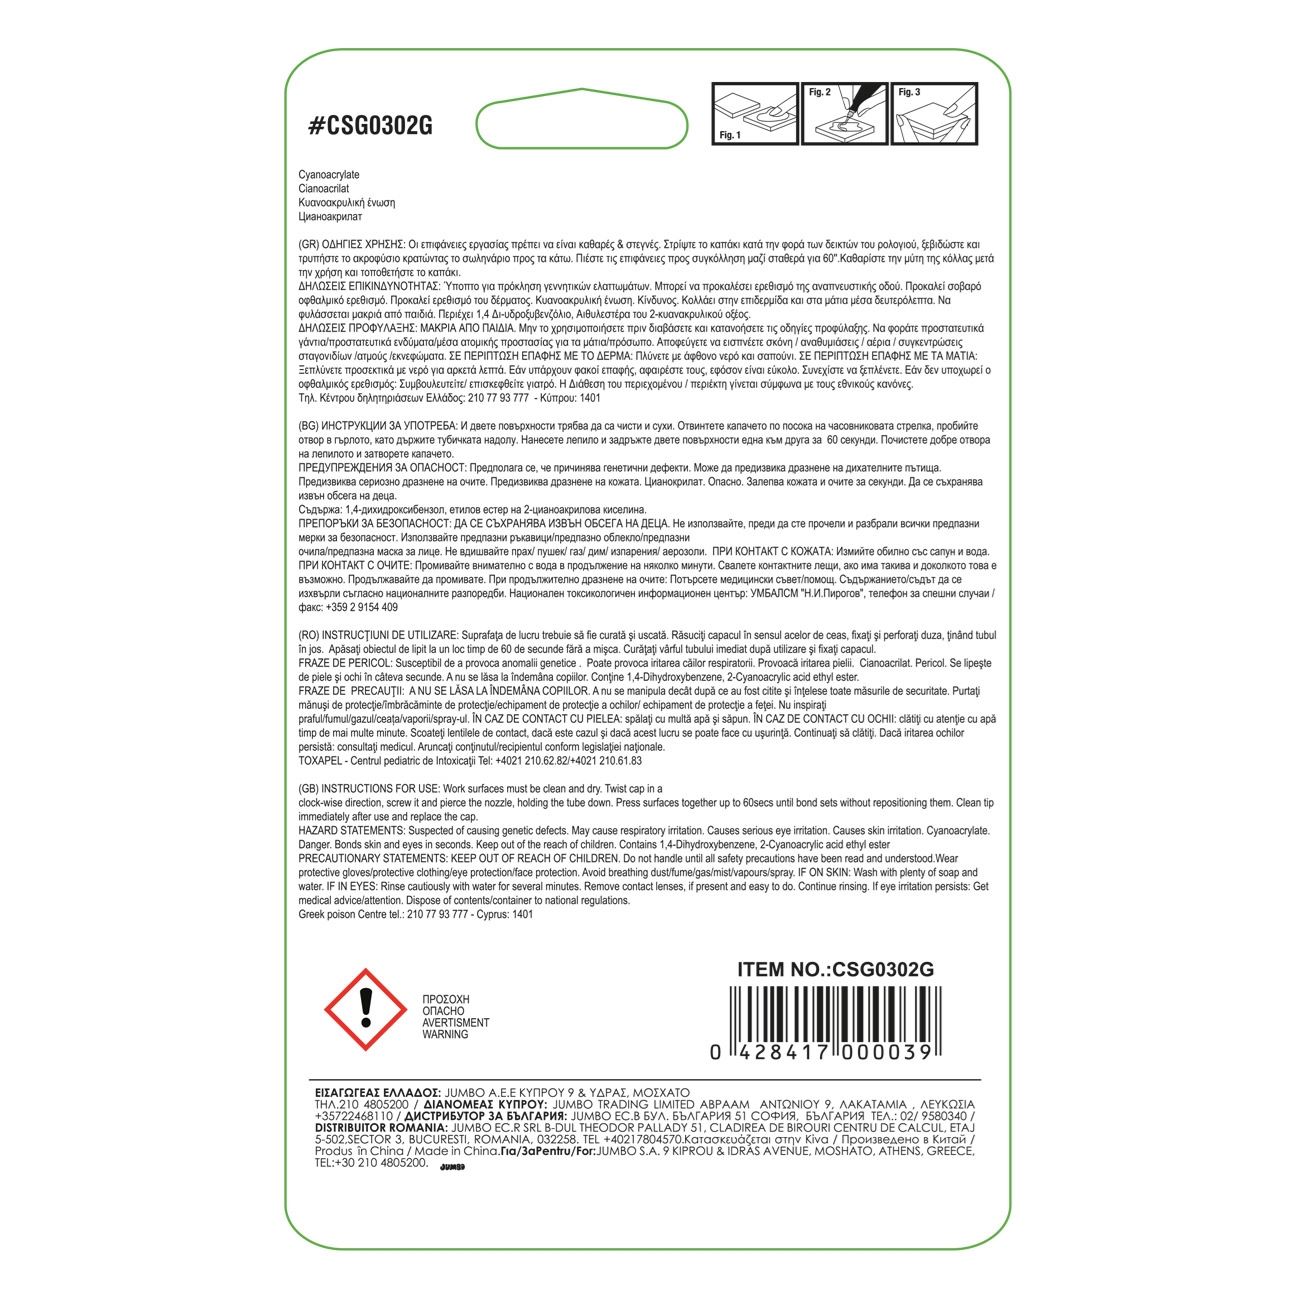 #CSG0302G
Fig. 1
Fig. 2
Fig. 3
Cyanoacrylate
Cianoacrilat
Κυανοακρυλική ένωση
Цианоакрилат
(GR) ΟΔΗΓΙΕΣ ΧΡΗΣΗΣ: Οι επιφάνειες εργασίας πρέπει να είναι καθαρές & στεγνές. Στρίψτε το καπάκι κατά την φορά των δεικτών του ρολογιού, ξεβιδώστε και
τρυπήστε το ακροφύσιο κρατώντας το σωληνάριο προς τα κάτω. Πιέστε τις επιφάνειες προς συγκόλληση μαζί σταθερά για 60".Καθαρίστε την μύτη της κόλλας μετά
την χρήση και τοποθετήστε το καπάκι.
ΔΗΛΩΣΕΙΣ ΕΠΙΚΙΝΔΥΝΟΤΗΤΑΣ: Ύποπτο για πρόκληση γεννητικών ελαττωμάτων. Μπορεί να προκαλέσει ερεθισμό της αναπνευστικής οδού. Προκαλεί σοβαρό
οφθαλμικό ερεθισμό. Προκαλεί ερεθισμό του δέρματος. Κυανοακρυλική ένωση. Κίνδυνος. Κολλάει στην επιδερμίδα και στα μάτια μέσα δευτερόλεπτα. Να
φυλάσσεται μακριά από παιδιά. Περιέχει 1,4 Δι-υδροξυβενζόλιο, Αιθυλεστέρα του 2-κυανακρυλικού οξέος.
ΔΗΛΩΣΕΙΣ ΠΡΟΦΥΛΑΞΗΣ: ΜΑΚΡΙΑ ΑΠΟ ΠΑΙΔΙΑ. Μην το χρησιμοποιήσετε πριν διαβάσετε και κατανοήσετε τις οδηγίες προφύλαξης. Να φοράτε προστατευτικά
γάντια/προστατευτικά ενδύματα/μέσα ατομικής προστασίας για τα μάτια/πρόσωπο. Αποφεύγετε να εισπνέετε σκόνη / αναθυμιάσεις / αέρια / συγκεντρώσεις
σταγονιδίων /ατμούς /εκνεφώματα. ΣΕ ΠΕΡΙΠΤΩΣΗ ΕΠΑΦΗΣ ΜΕ ΤΟ ΔΕΡΜΑ: Πλύνετε με άφθονο νερό και σαπούνι. ΣΕ ΠΕΡΙΠΤΩΣΗ ΕΠΑΦΗΣ ΜΕ ΤΑ ΜΑΤΙΑ:
Ξεπλύνετε προσεκτικά με νερό για αρκετά λεπτά. Εάν υπάρχουν φακοί επαφής, αφαιρέστε τους, εφόσον είναι εύκολο. Συνεχίστε να ξεπλένετε. Εάν δεν υποχωρεί ο
οφθαλμικός ερεθισμός: Συμβουλευτείτε/ επισκεφθείτε γιατρό. Η Διάθεση του περιεχομένου / περιέκτη γίνεται σύμφωνα με τους εθνικούς κανόνες.
Τηλ. Κέντρου δηλητηριάσεων Ελλάδος: 210 77 93 777 - Κύπρου: 1401
(BG) ИНСТРУКЦИИ ЗА УПОТРЕБА: И двете повърхности трябва да са чисти и сухи. Отвинтете капачето по посока на часовниковата стрелка, пробийте
отвор в гърлото, като държите тубичката надолу. Нанесете лепило и задръжте двете повърхности една към друга за 60 секунди. Почистете добре отвора
на лепилото и затворете капачето.
ПРЕДУПРЕЖДЕНИЯ ЗА ОПАСНОСТ: Предполага се, че причинява генетични дефекти. Може да предизвика дразнене на дихателните пътища.
Предизвиква сериозно дразнене на очите. Предизвиква дразнене на кожата. Цианокрилат. Опасно. Залепва кожата и очите за секунди. Да се съхранява
извън обсега на деца.
Съдържа: 1,4-дихидроксибензол, етилов естер на 2-цианоакрилова киселина.
ПРЕПОРЪКИ ЗА БЕЗОПАСНОСТ: ДА СЕ СЪХРАНЯВА ИЗВЪН ОБСЕГА НА ДЕЦА. Не използвайте, преди да сте прочели и разбрали всички предпазни
мерки за безопасност. Използвайте предпазни ръкавици/предпазно облекло/предпазни
очила/предпазна маска за лице. Не вдишвайте прах/ пушек/ газ/ дим/ изпарения/ аерозоли. ПРИ КОНТАКТ С КОЖАТА: Измийте обилно със сапун и вода.
ПРИ КОНТАКТ С ОЧИТЕ: Промивайте внимателно с вода в продължение на няколко минути. Свалете контактните лещи, ако има такива и доколкото това е
възможно. Продължавайте да промивате. При продължително дразнене на очите: Потърсете медицински съвет/помощ. Съдържанието/съдът да се
изхвърли съгласно националните разпоредби. Национален токсикологичен информационен център: УМБАЛСМ "Н.И.Пирогов", телефон за спешни случаи /
факс: +359 2 9154 409
(RO) INSTRUCŢIUNI DE UTILIZARE: Suprafaţa de lucru trebuie să fie curată şi uscată. Răsuciţi capacul în sensul acelor de ceas, fixaţi şi perforaţi duza, ţinând tubul
în jos. Apăsaţi obiectul de lipit la un loc timp de 60 de secunde fără a mişca. Curăţaţi vârful tubului imediat după utilizare şi fixaţi capacul.
FRAZE DE PERICOL: Susceptibil de a provoca anomalii genetice . Poate provoca iritarea căilor respiratorii. Provoacă iritarea pielii. Cianoacrilat. Pericol. Se lipeşte
de piele şi ochi în câteva secunde. A nu se lăsa la îndemâna copiilor. Conţine 1,4-Dihydroxybenzene, 2-Cyanoacrylic acid ethyl ester.
FRAZE DE PRECAUŢII: A NU SE LĂSA LA ÎNDEMÂNA COPIILOR. A nu se manipula decât după ce au fost citite şi înţelese toate măsurile de securitate. Purtaţi
mănuşi de protecţie/îmbrăcăminte de protecţie/echipament de protecţie a ochilor/ echipament de protecţie a feţei. Nu inspiraţi
praful/fumul/gazul/ceaţa/vaporii/spray-ul. ÎN CAZ DE CONTACT CU PIELEA: spălaţi cu multă apă şi săpun. ÎN CAZ DE CONTACT CU OCHII: clătiţi cu atenţie cu apă
timp de mai multe minute. Scoateţi lentilele de contact, dacă este cazul şi dacă acest lucru se poate face cu uşurinţă. Continuaţi să clătiţi. Dacă iritarea ochilor
persistă: consultaţi medicul. Aruncaţi conţinutul/recipientul conform legislaţiei naţionale.
TOXAPEL - Centrul pediatric de Intoxicaţii Tel: +4021 210.62.82/+4021 210.61.83
(GB) INSTRUCTIONS FOR USE: Work surfaces must be clean and dry. Twist cap in a
clock-wise direction, screw it and pierce the nozzle, holding the tube down. Press surfaces together up to 60secs until bond sets without repositioning them. Clean tip
immediately after use and replace the cap.
HAZARD STATEMENTS: Suspected of causing genetic defects. May cause respiratory irritation. Causes serious eye irritation. Causes skin irritation. Cyanoacrylate.
Danger. Bonds skin and eyes in seconds. Keep out of the reach of children. Contains 1,4-Dihydroxybenzene, 2-Cyanoacrylic acid ethyl ester
PRECAUTIONARY STATEMENTS: KEEP OUT OF REACH OF CHILDREN. Do not handle until all safety precautions have been read and understood.Wear
protective gloves/protective clothing/eye protection/face protection. Avoid breathing dust/fume/gas/mist/vapours/spray. IF ON SKIN: Wash with plenty of soap and
water. IF IN EYES: Rinse cautiously with water for several minutes. Remove contact lenses, if present and easy to do. Continue rinsing. If eye irritation persists: Get
medical advice/attention. Dispose of contents/container to national regulations.
Greek poison Centre tel.: 210 77 93 777 - Cyprus: 1401
ΠΡΟΣΟΧΗ
ОПАСНО
AVERTISMENT
WARNING
ITEM NO.:CSG0302G
0 428417 000039
ΕΙΣΑΓΩΓΕΑΣ ΕΛΛΑΔΟΣ: JUMBO Α.Ε.Ε ΚΥΠΡΟΥ 9 & ΥΔΡΑΣ, ΜΟΣΧΑΤΟ
ΤΗΛ.210 4805200 / ΔΙΑΝΟΜΕΑΣ ΚΥΠΡΟΥ: JUMBO TRADING LIMITED ΑΒΡΑΑΜ ΑΝΤΩΝΙΟΥ 9, ΛΑΚΑΤΑΜΙΑ , ΛΕΥΚΩΣΙΑ
+35722468110 / ДИСТРИБУТОР ЗА БЪЛГАРИЯ: JUMBO EC.B БУЛ. БЪЛГАРИЯ 51 СОФИЯ, БЪЛГАРИЯ ТЕЛ.: 02/ 9580340 /
DISTRIBUITOR ROMANIA: JUMBO EC.R SRL B-DUL THEODOR PALLADY 51, CLADIREA DE BIROURI CENTRU DE CALCUL, ETAJ
5-502,SECTOR 3, BUCURESTI, ROMANIA, 032258. TEL +40217804570.Κατασκευάζεται στην Κίνα / Произведено в Китай /
Produs în China / Made in China.Για/ЗаPentru/For:JUMBO S.A. 9 KIPROU & IDRAS AVENUE, MOSHATO, ATHENS, GREECE,
TEL:+30 210 4805200.
JUMBO